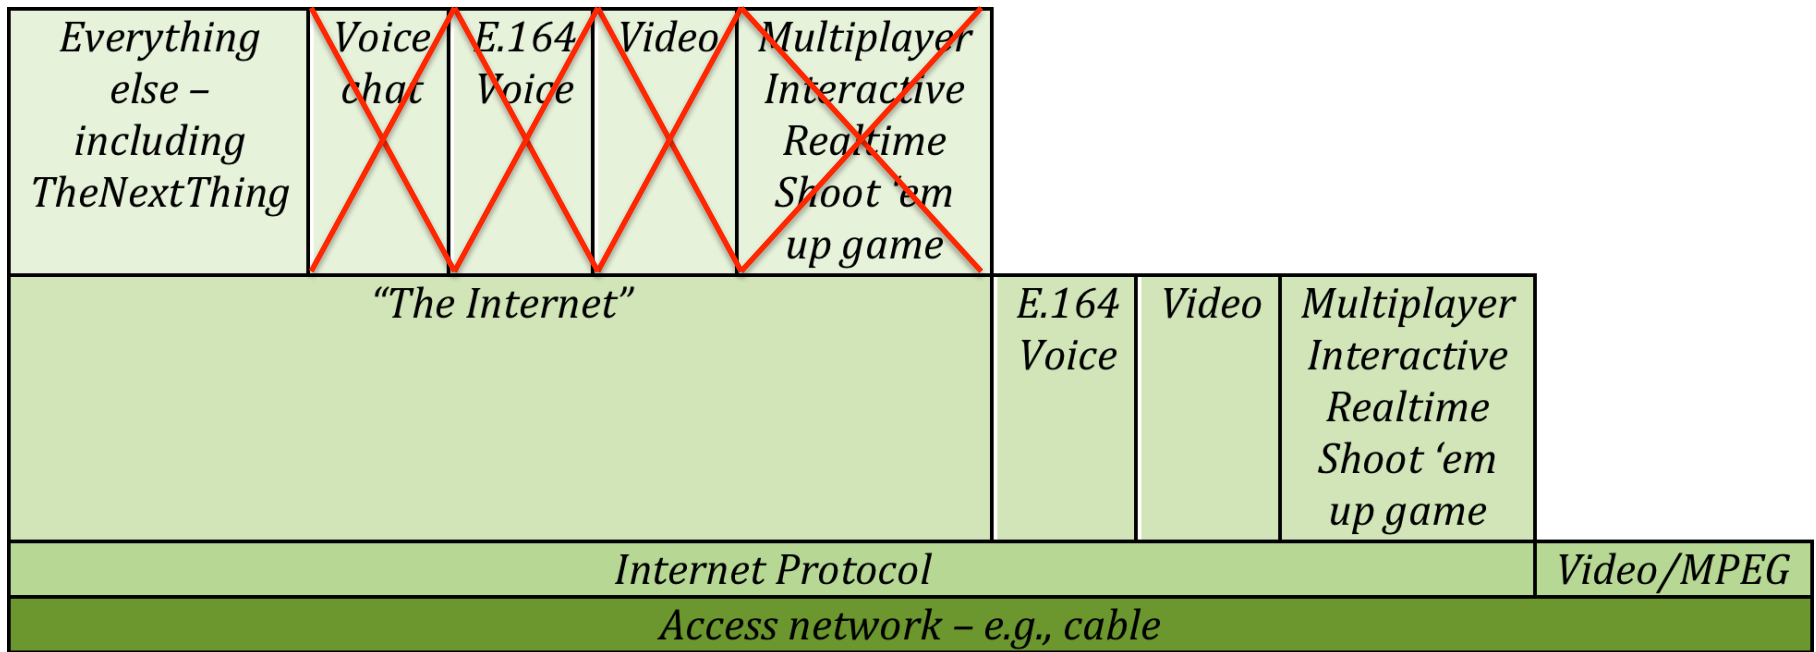 Everything
else –
including
TheNextThing
Voice
chat
E.164
Voice
Video
Multiplayer
Interactive
Realtime
Shoot ‘em
up game
“The Internet”
E.164
Voice
Video
Multiplayer
Interactive
Realtime
Shoot ‘em
up game
Internet Protocol
Video/MPEG
Access network – e.g., cable